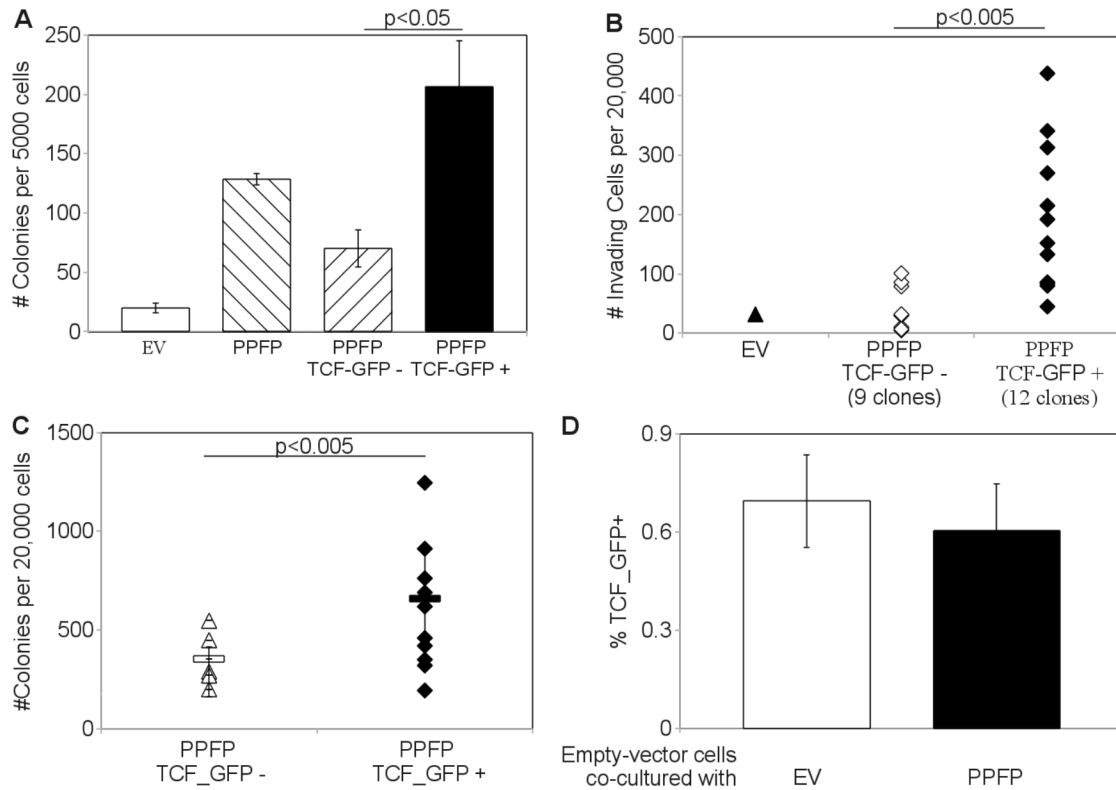 A
p<0.05
# Colonies per 5000 cells
250
200
150
100
50
0
EV
PPFP
PPFP
TCF-GFP -
PPFP
TCF-GFP +
B
p<0.005
# Invading Cells per 20,000
500
400
300
200
100
0
EV
PPFP
TCF-GFP -
(9 clones)
PPFP
TCF-GFP +
(12 clones)
C
p<0.005
#Colonies per 20,000 cells
1500
1000
500
0
PPFP
TCF_GFP -
PPFP
TCF_GFP +
D
% TCF_GFP+
0.9
0.6
0.3
0
Empty-vector cells
co-cultured with
EV
PPFP